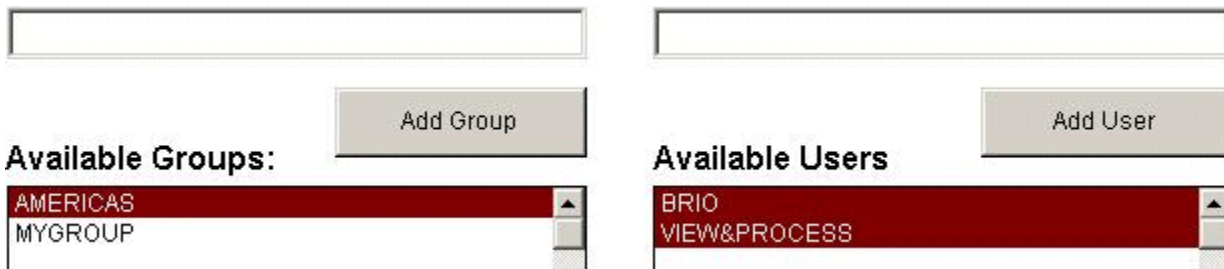 Add Group
Add User
Available Groups:
Available Users
AMERICAS
BRIO
MYGROUP
VIEW&PROCESS